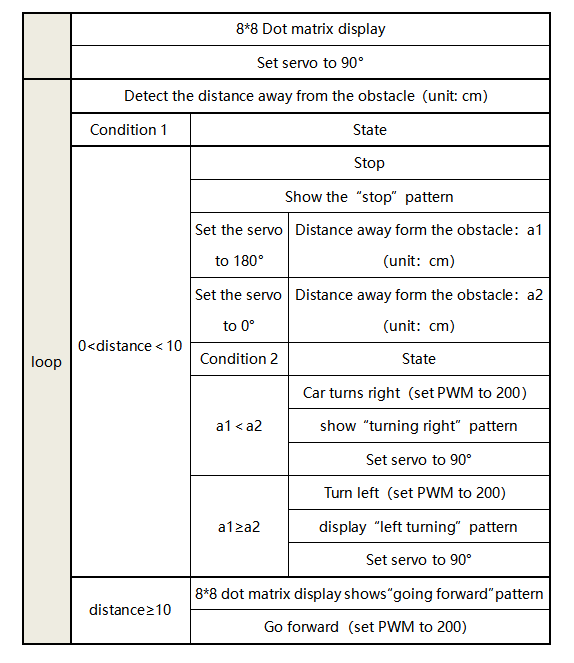 8*8 Dot matrix display
Set servo to 90°
loop
Detect the distance away from the obstacle（unit: cm）
Condition 1
State
0<distance＜10
Stop
Show the“stop”pattern
Set the servo
to 180°
Distance away form the obstacle：a1
（unit：cm）
Set the servo
to 0°
Distance away form the obstacle：a2
（unit：cm）
Condition 2
State
a1＜a2
Car turns right（set PWM to 200）
show“turning right”pattern
Set servo to 90°
a1≥a2
Turn left（set PWM to 200）
display“left turning”pattern
Set servo to 90°
distance≥10
8*8 dot matrix display shows“going forward”pattern
Go forward（set PWM to 200）